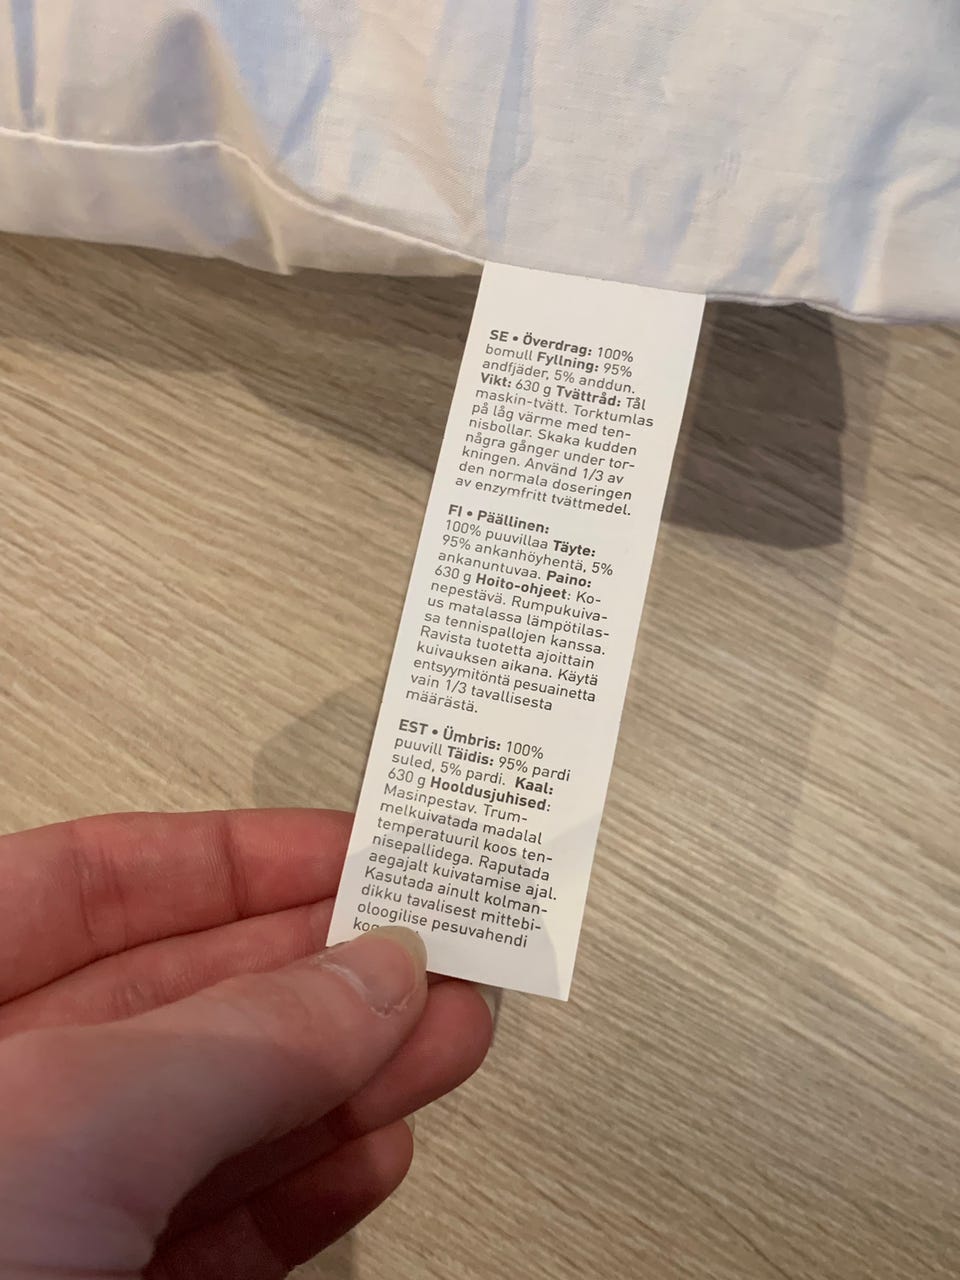 SE • Överdrag: 100%
bomull Fyllning: 95%
andfjäder, 5% anddun.
Vikt: 630 g Tvättråd: Tål
maskin-tvätt. Torktumlas
på låg värme med ten-
nisbollar. Skaka kudden
några gånger under tor-
kningen. Använd 1/3 av
den normala doseringen
av enzymfritt tvättmedel.
FI • Päällinen:
100% puuvillaa Täyte:
95% ankanhöyhentä, 5%
ankanuntuvaa. Paino:
630 g Hoito-ohjeet: Ko-
nepestävä. Rumpukuiva-
us matalassa lämpötilas-
sa tennispallojen kanssa.
Ravista tuotetta ajoittain
kuivauksen aikana. Käytä
entsyymitöntä pesuainetta
vain 1/3 tavallisesta
määrästä.
EST • Ümbris: 100%
puuvill Täidis: 95% pardi
suled, 5% pardi. Kaal:
630 g Hooldusjuhised:
Masinpestav. Trum-
melkuivatada madalal
temperatuuril koos ten-
nisepallidega. Raputada
aegajalt kuivatamise ajal.
Kasutada ainult kolman-
dikku tavalisest mittebi-
oloogilise pesuvahendi